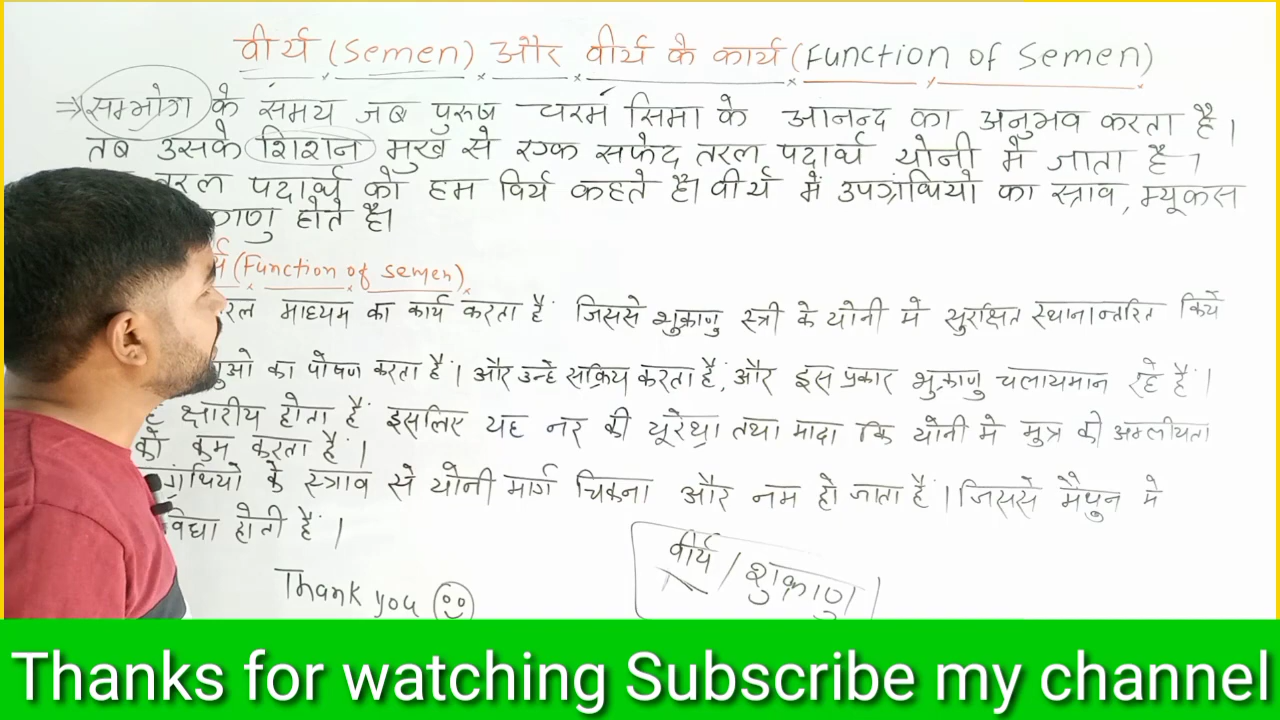 वीर्य (Semen) और वीर्य के कार्य (Function of Semen)
⇒ सम्भोग के समय जब पुरुष चरमं सिमा के आनन्द का अनुभव करता है।
तब उसके शिशन मुख से एक सफेद तरल पदार्थ योनी में जाता है।
तरल पदार्थ को हम विर्य कहते है। वीर्य में उपग्रंथियो का स्त्राव, म्यूकस
होते है।
(Function of semen)
माध्यम का कार्य करता है जिससे शुक्राणु स्त्री के योनी में सुरक्षित स्थानान्तरित किये
का पोषण करता है। और उन्हे सक्रिय करता है, और इस प्रकार शुक्राणु चलायमान रहे है।
क्षारीय होता है इसलिए यह नर की यूरेथ्रा तथा मादा कि योनी में मुत्र की अम्लीयता
को कम करता है।
के स्त्राव से योनी मार्ग चिकना और नम हो जाता है। जिससे मैथुन मे
होती है।
वीर्य / शुक्राणु
Thank you
Thanks for watching Subscribe my channel